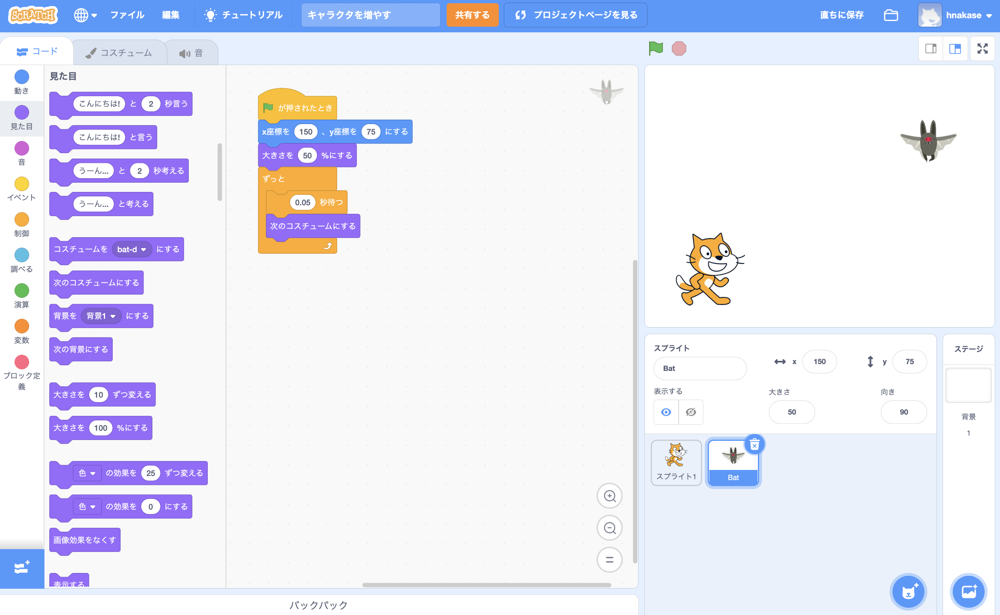 SCRATCH
ファイル
編集
チュートリアル
キャラクタを増やす
共有する
プロジェクトページを見る
直ちに保存
hnakase
コード
コスチューム
音
動き
見た目
音
イベント
制御
調べる
演算
変数
ブロック定
義
見た目
こんにちは! と 2 秒言う
こんにちは! と言う
うーん... と 2 秒考える
うーん... と考える
コスチュームを bat-d にする
次のコスチュームにする
背景を 背景1 にする
次の背景にする
大きさを 10 ずつ変える
大きさを 100 %にする
色 の効果を 25 ずつ変える
色 の効果を 0 にする
画像効果をなくす
表示する
が押されたとき
x座標を 150 、y座標を 75 にする
大きさを 50 %にする
ずっと
0.05 秒待つ
次のコスチュームにする
バックパック
スプライト
Bat
x 150
y 75
表示する
大きさ
50
向き
90
スプライト1
Bat
ステージ
背景
1